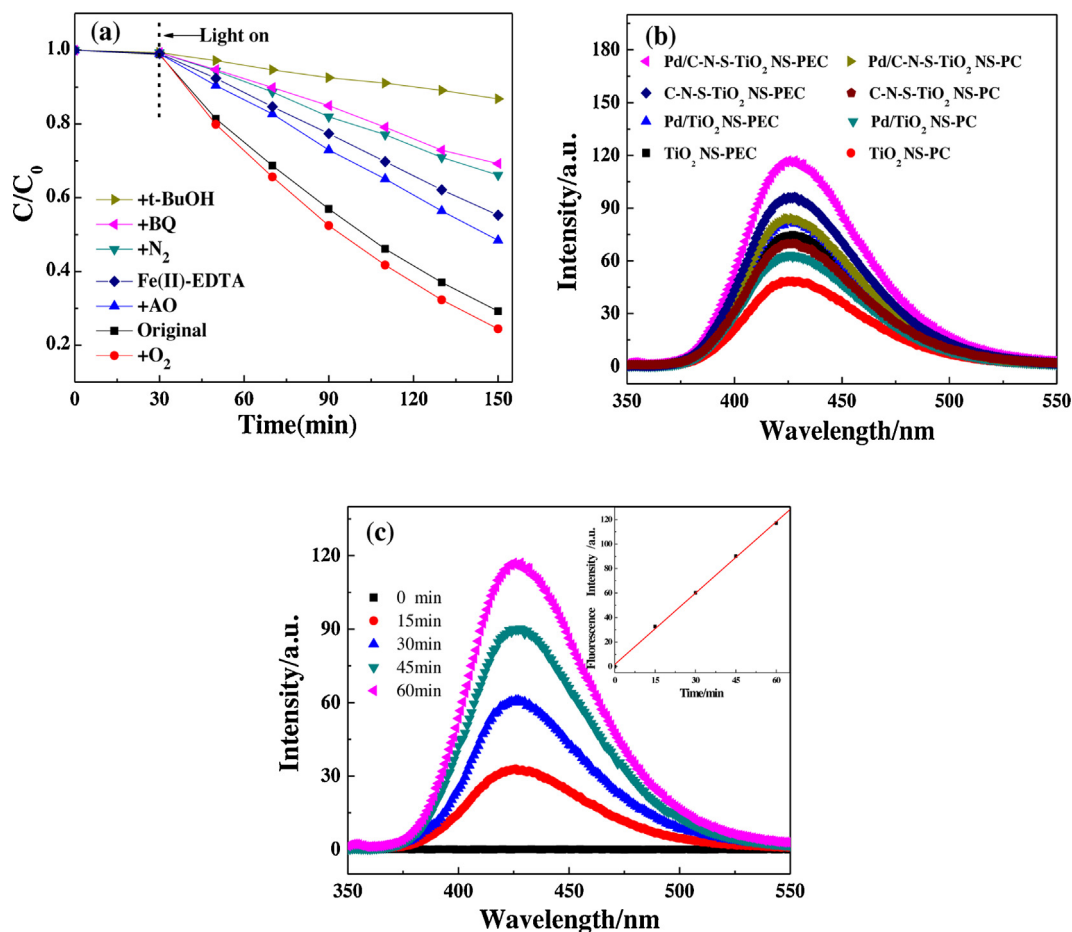 (a)
Light on
1.0
0.8
0.6
0.4
0.2
C/C0
+t-BuOH
+BQ
+N2
Fe(II)-EDTA
+AO
Original
+O2
0 30 60 90 120 150
Time(min)
(b)
180
150
120
90
60
30
0
Intensity/a.u.
Pd/C-N-S-TiO2 NS-PEC
Pd/C-N-S-TiO2 NS-PC
C-N-S-TiO2 NS-PEC
C-N-S-TiO2 NS-PC
Pd/TiO2 NS-PEC
Pd/TiO2 NS-PC
TiO2 NS-PEC
TiO2 NS-PC
350 400 450 500 550
Wavelength/nm
(c)
120
90
60
30
0
Intensity/a.u.
0 min
15min
30min
45min
60min
350 400 450 500 550
Wavelength/nm
120
100
80
60
40
20
0
Fluorescence Intensity /a.u.
0 15 30 45 60
Time/min